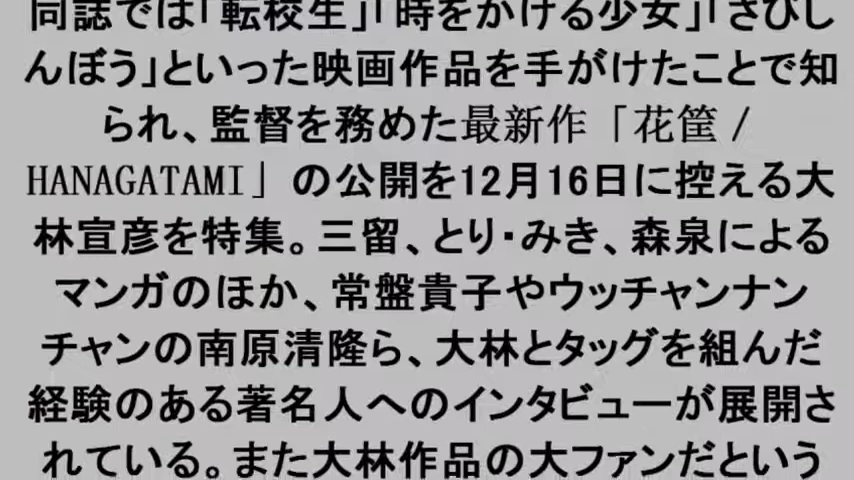 同誌では「転校生」「時をかける少女」「さびし
んぼう」といった映画作品を手がけたことで知
られ、監督を務めた最新作「花筐/
HANAGATAMI」の公開を12月16日に控える大
林宣彦を特集。三留、とり・みき、森泉による
マンガのほか、常盤貴子やウッチャンナン
チャンの南原清隆ら、大林とタッグを組んだ
経験のある著名人へのインタビューが展開さ
れている。また大林作品の大ファンだという